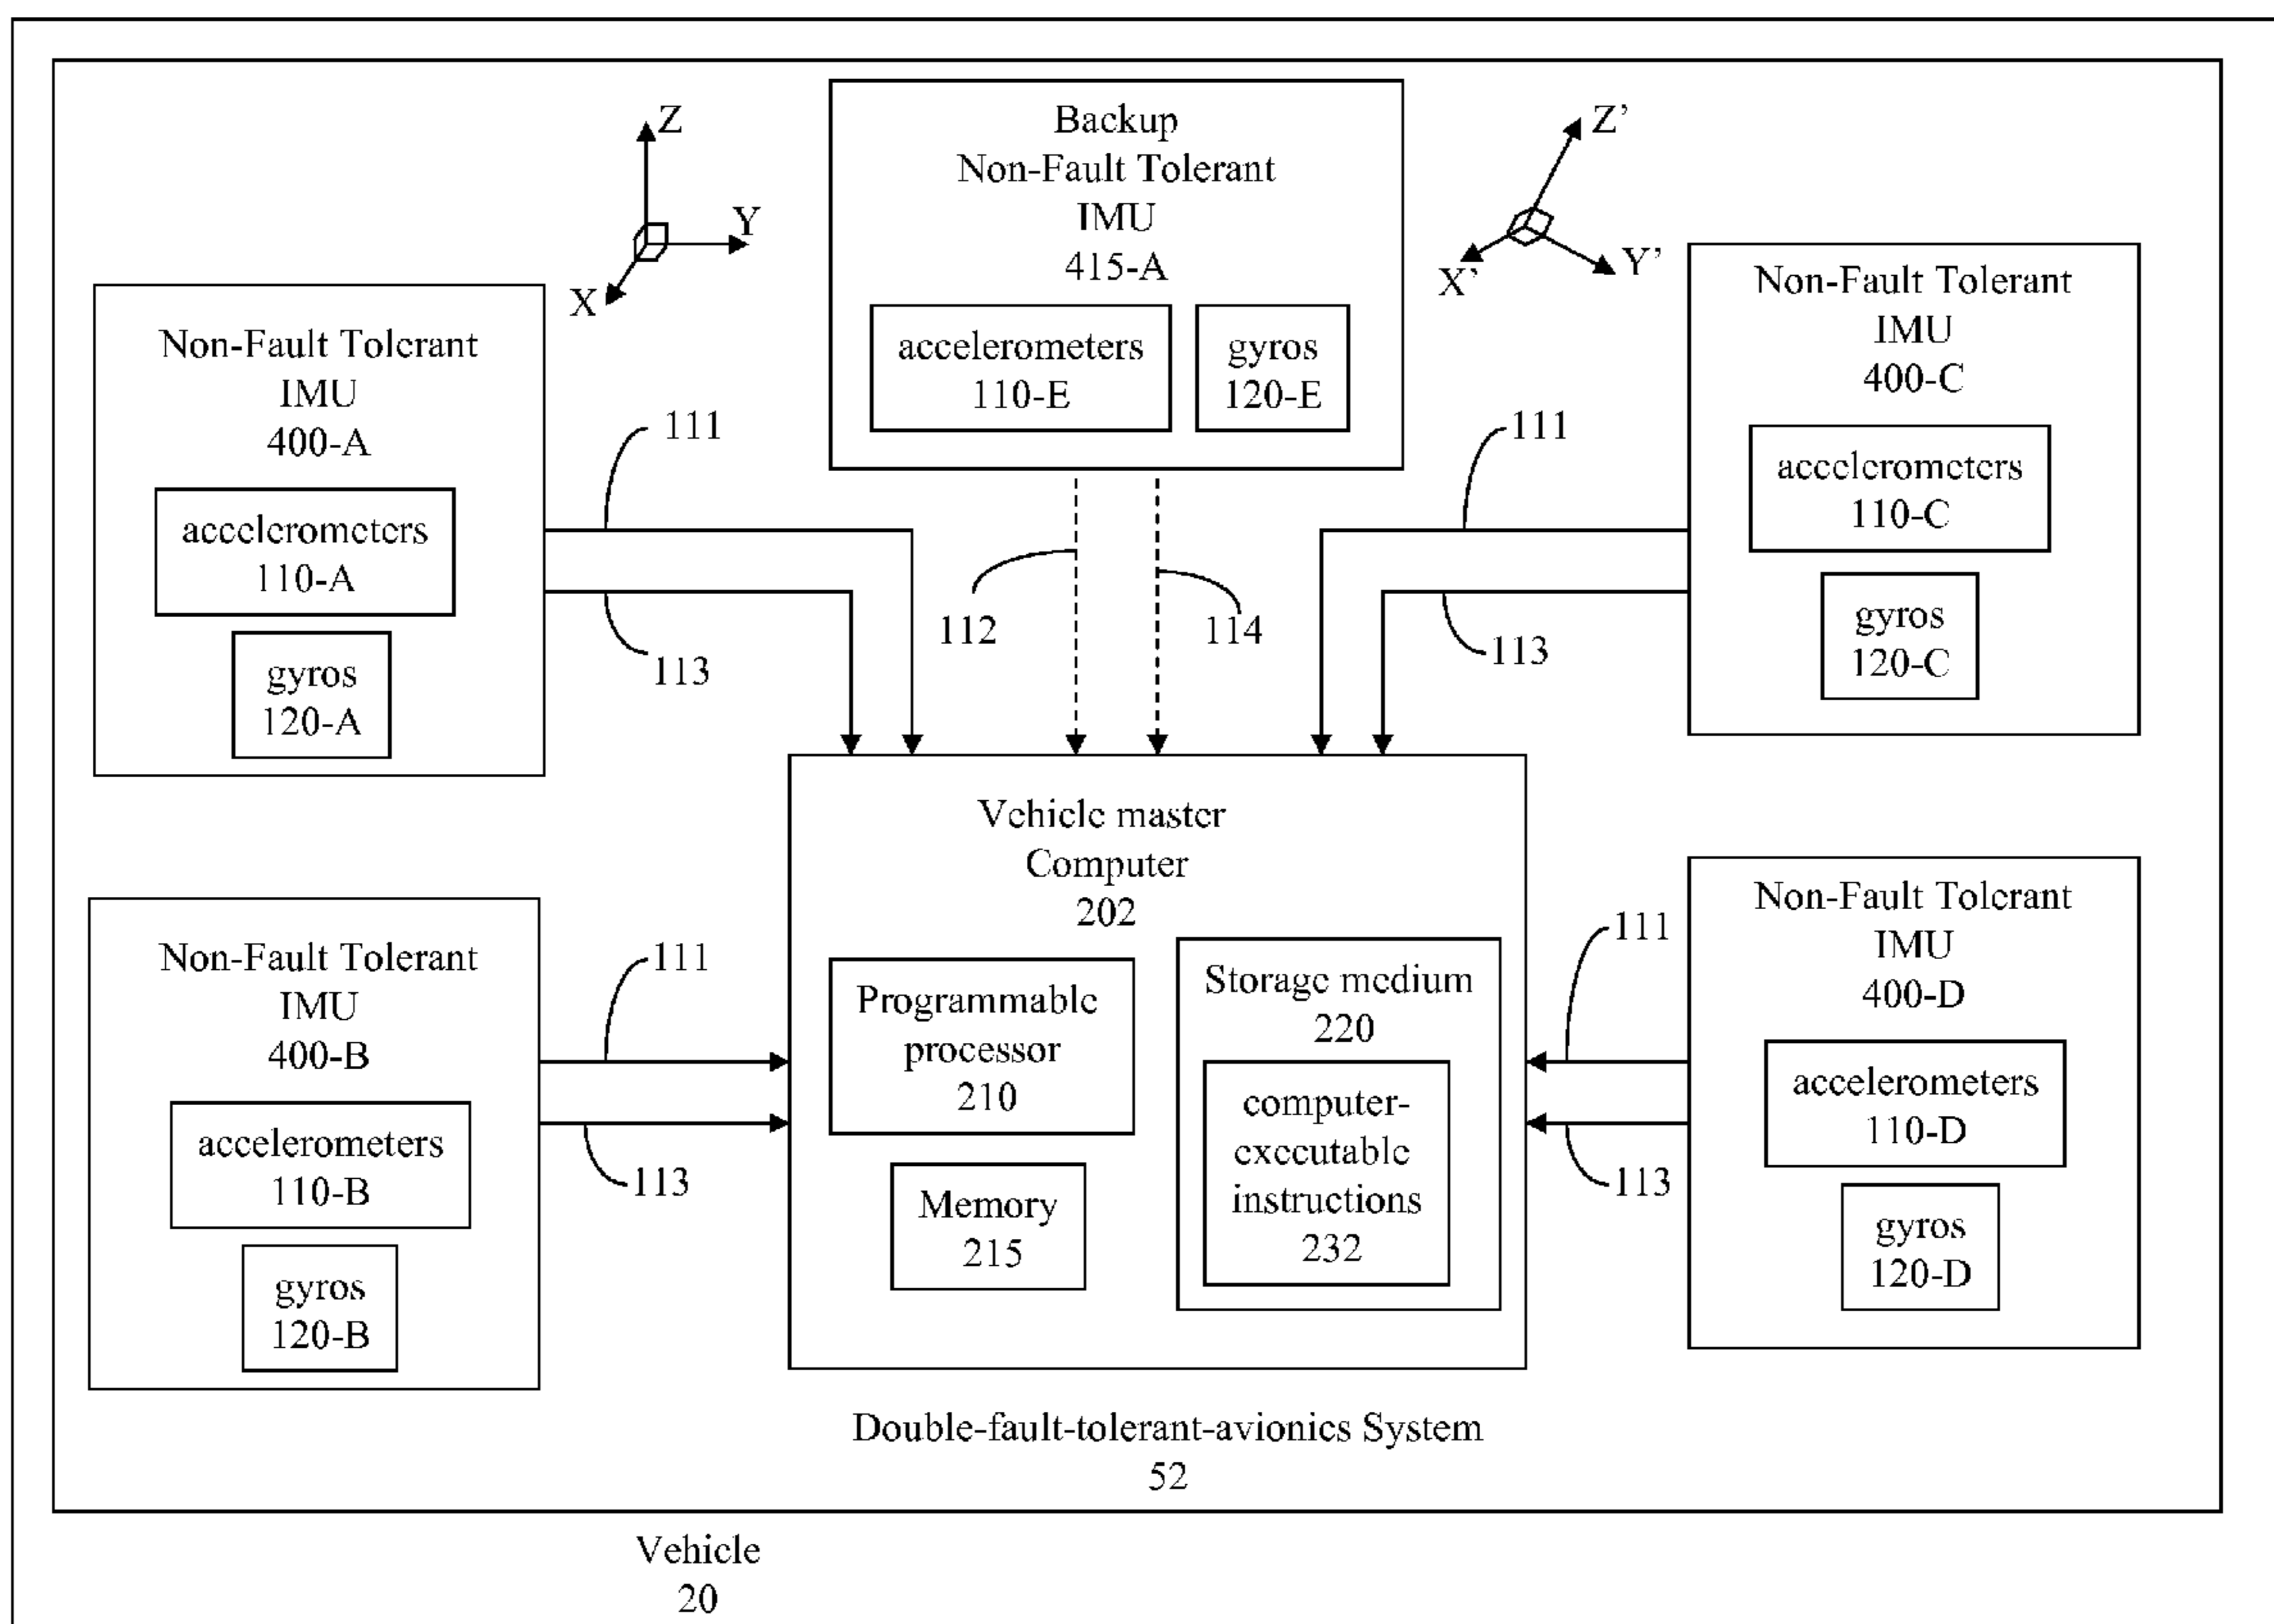 Z
Y
X
Backup
Non-Fault Tolerant
IMU
415-A
accelerometers
110-E
gyros
120-E
Z’
Y’
X’
Non-Fault Tolerant
IMU
400-A
accelerometers
110-A
gyros
120-A
111
113
112
114
111
113
Non-Fault Tolerant
IMU
400-C
accelerometers
110-C
gyros
120-C
Non-Fault Tolerant
IMU
400-B
accelerometers
110-B
gyros
120-B
111
113
Vehicle master
Computer
202
Programmable
processor
210
Memory
215
Storage medium
220
computer-
executable
instructions
232
111
113
Non-Fault Tolerant
IMU
400-D
accelerometers
110-D
gyros
120-D
Double-fault-tolerant-avionics System
52
Vehicle
20